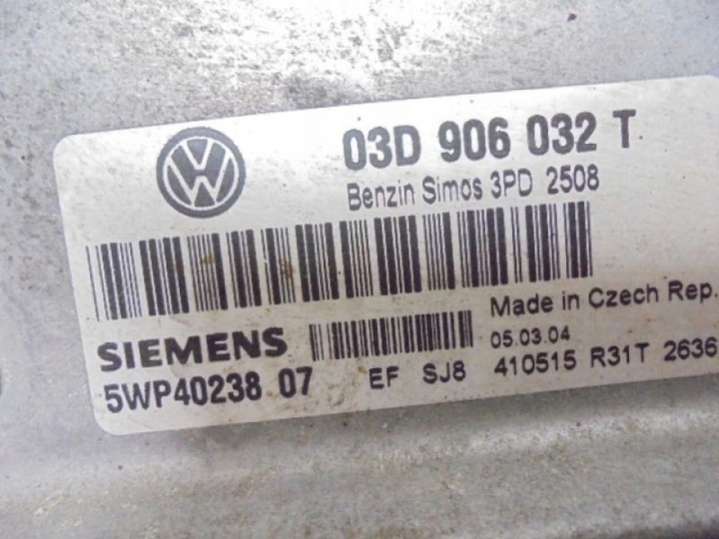 03D 906 032 T
Benzin Simos 3PD 2508
Made in Czech Rep.
SIEMENS
05.03.04
5WP40238 07 EF SJ8 410515 R31T 2636